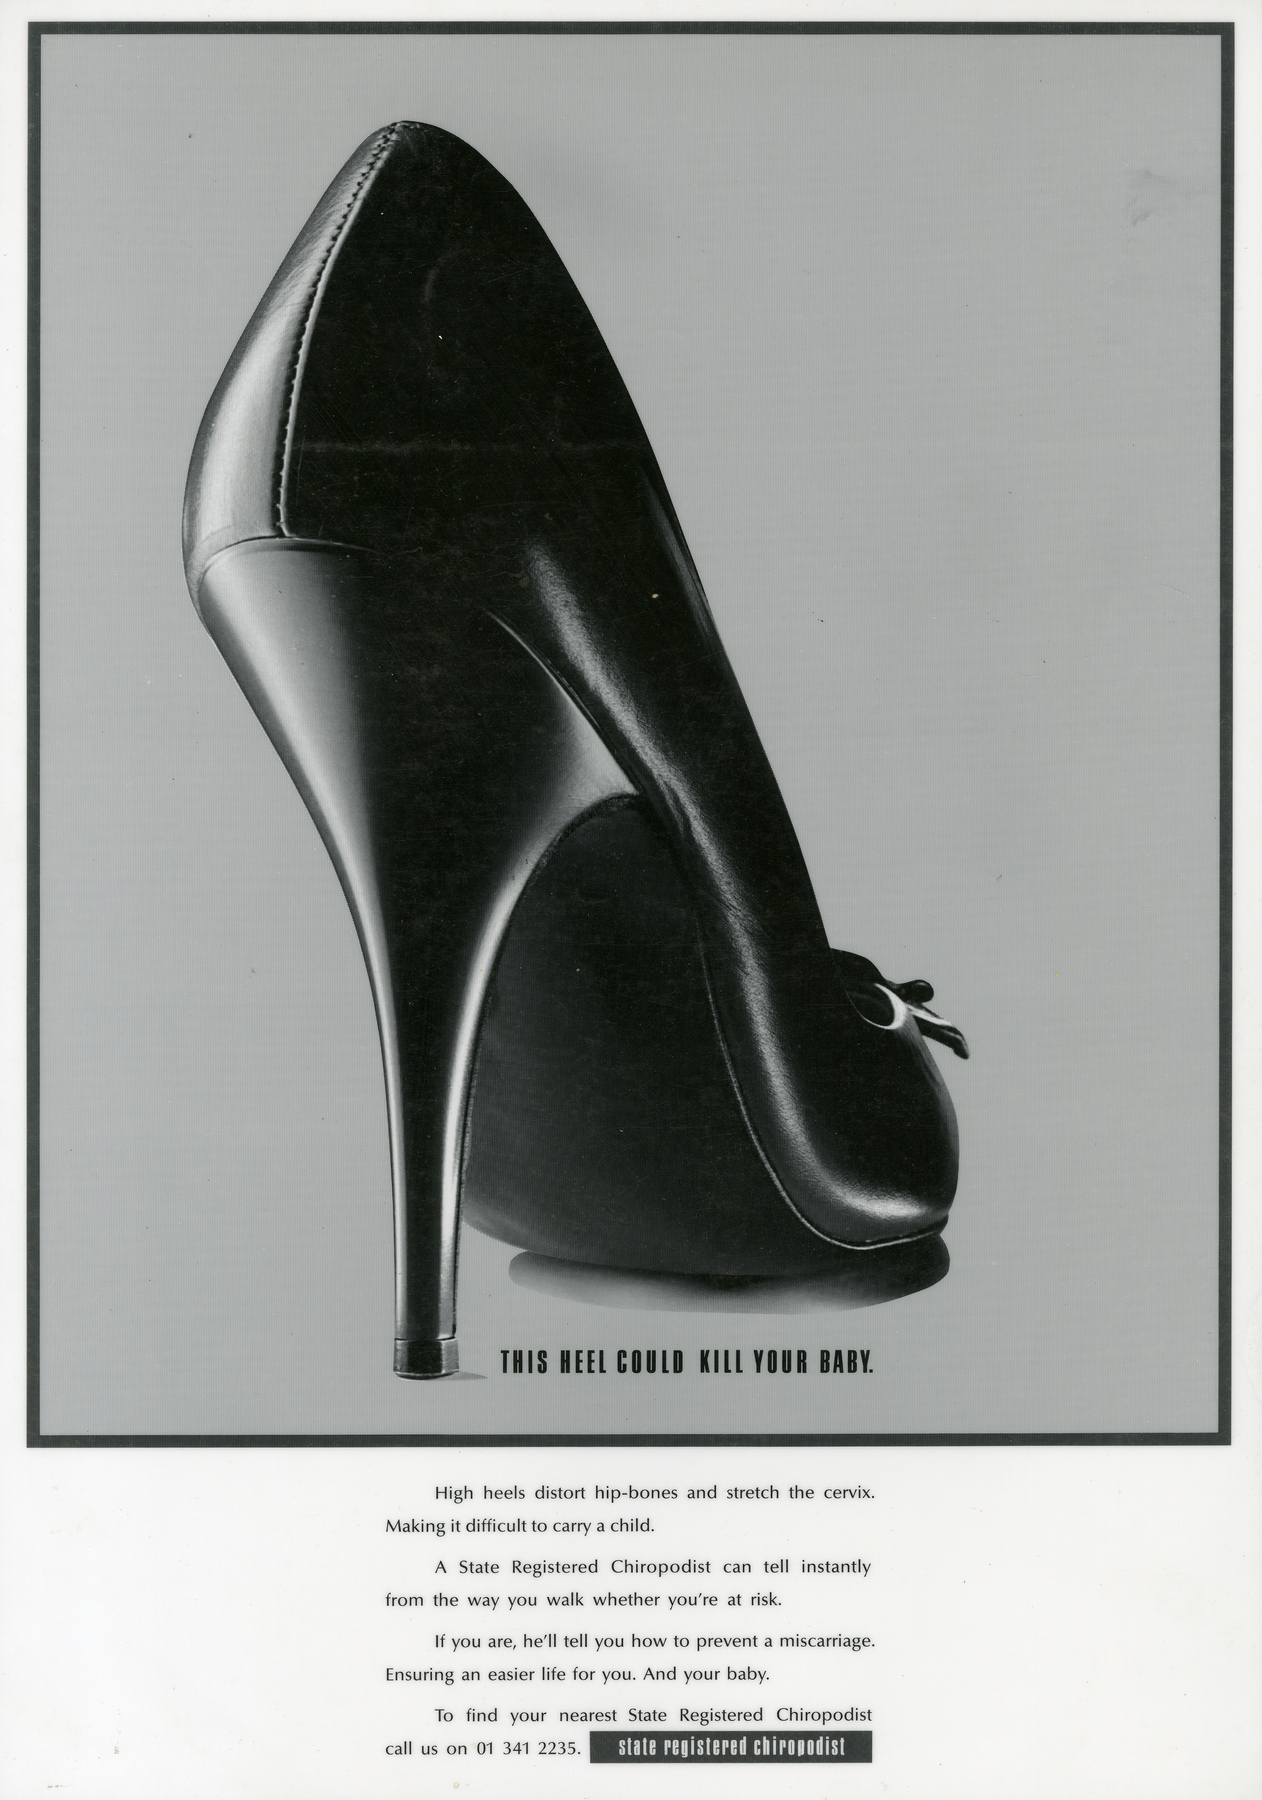 THIS HEEL COULD KILL YOUR BABY.
High heels distort hip-bones and stretch the cervix.
Making it difficult to carry a child.
A State Registered Chiropodist can tell instantly
from the way you walk whether you're at risk.
If you are, he'll tell you how to prevent a miscarriage.
Ensuring an easier life for you. And your baby.
To find your nearest State Registered Chiropodist
call us on 01 341 2235. state registered chiropodist